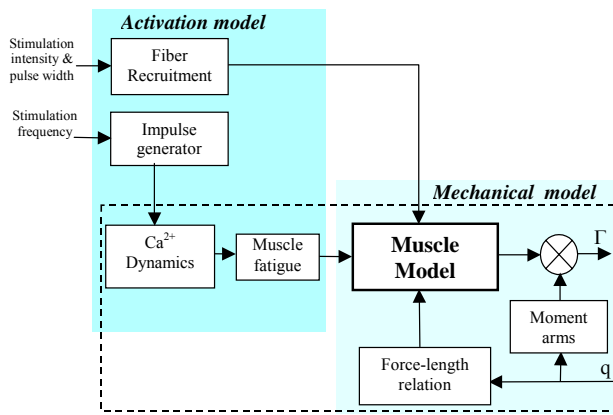 Activation model
Stimulation
intensity &
pulse width
Fiber
Recruitment
Stimulation
frequency
Impulse
generator
Mechanical model
Ca²⁺
Dynamics
Muscle
fatigue
Muscle
Model
Γ
Moment
arms
Force-length
relation
q